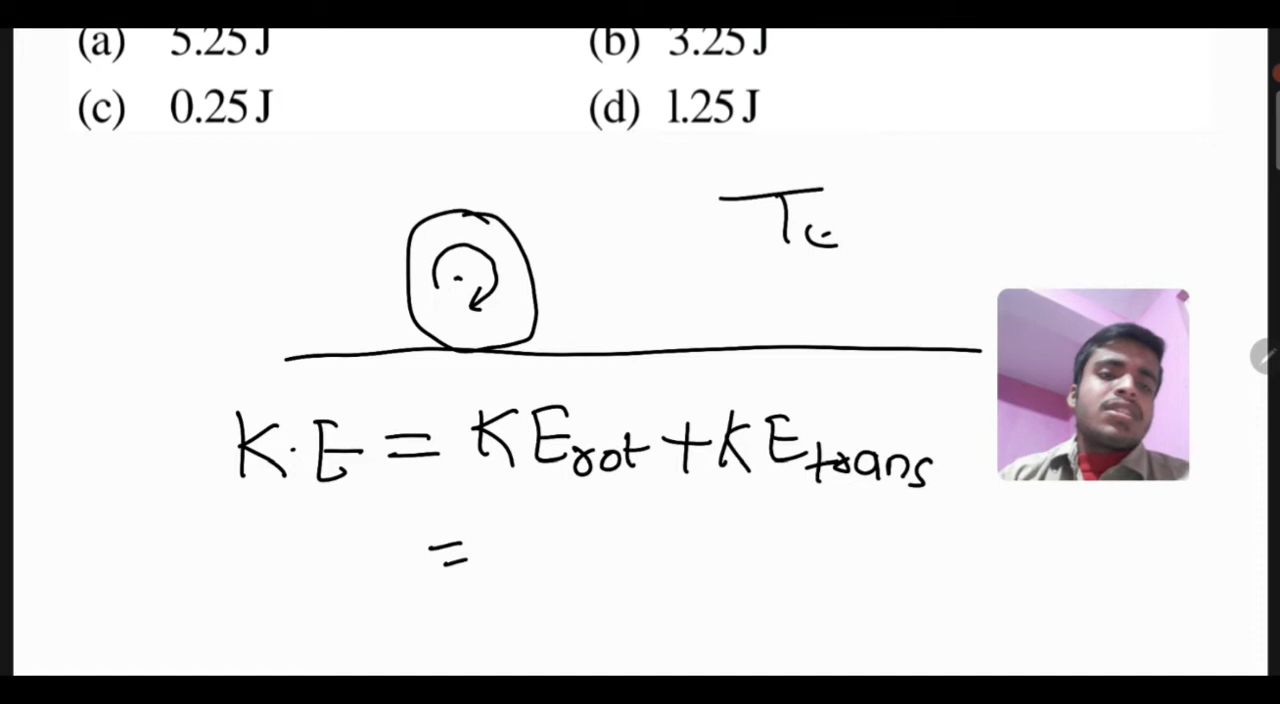 (a) 5.25 J (b) 3.25 J
(c) 0.25 J (d) 1.25 J
K.E = KErot + KEtrans
=